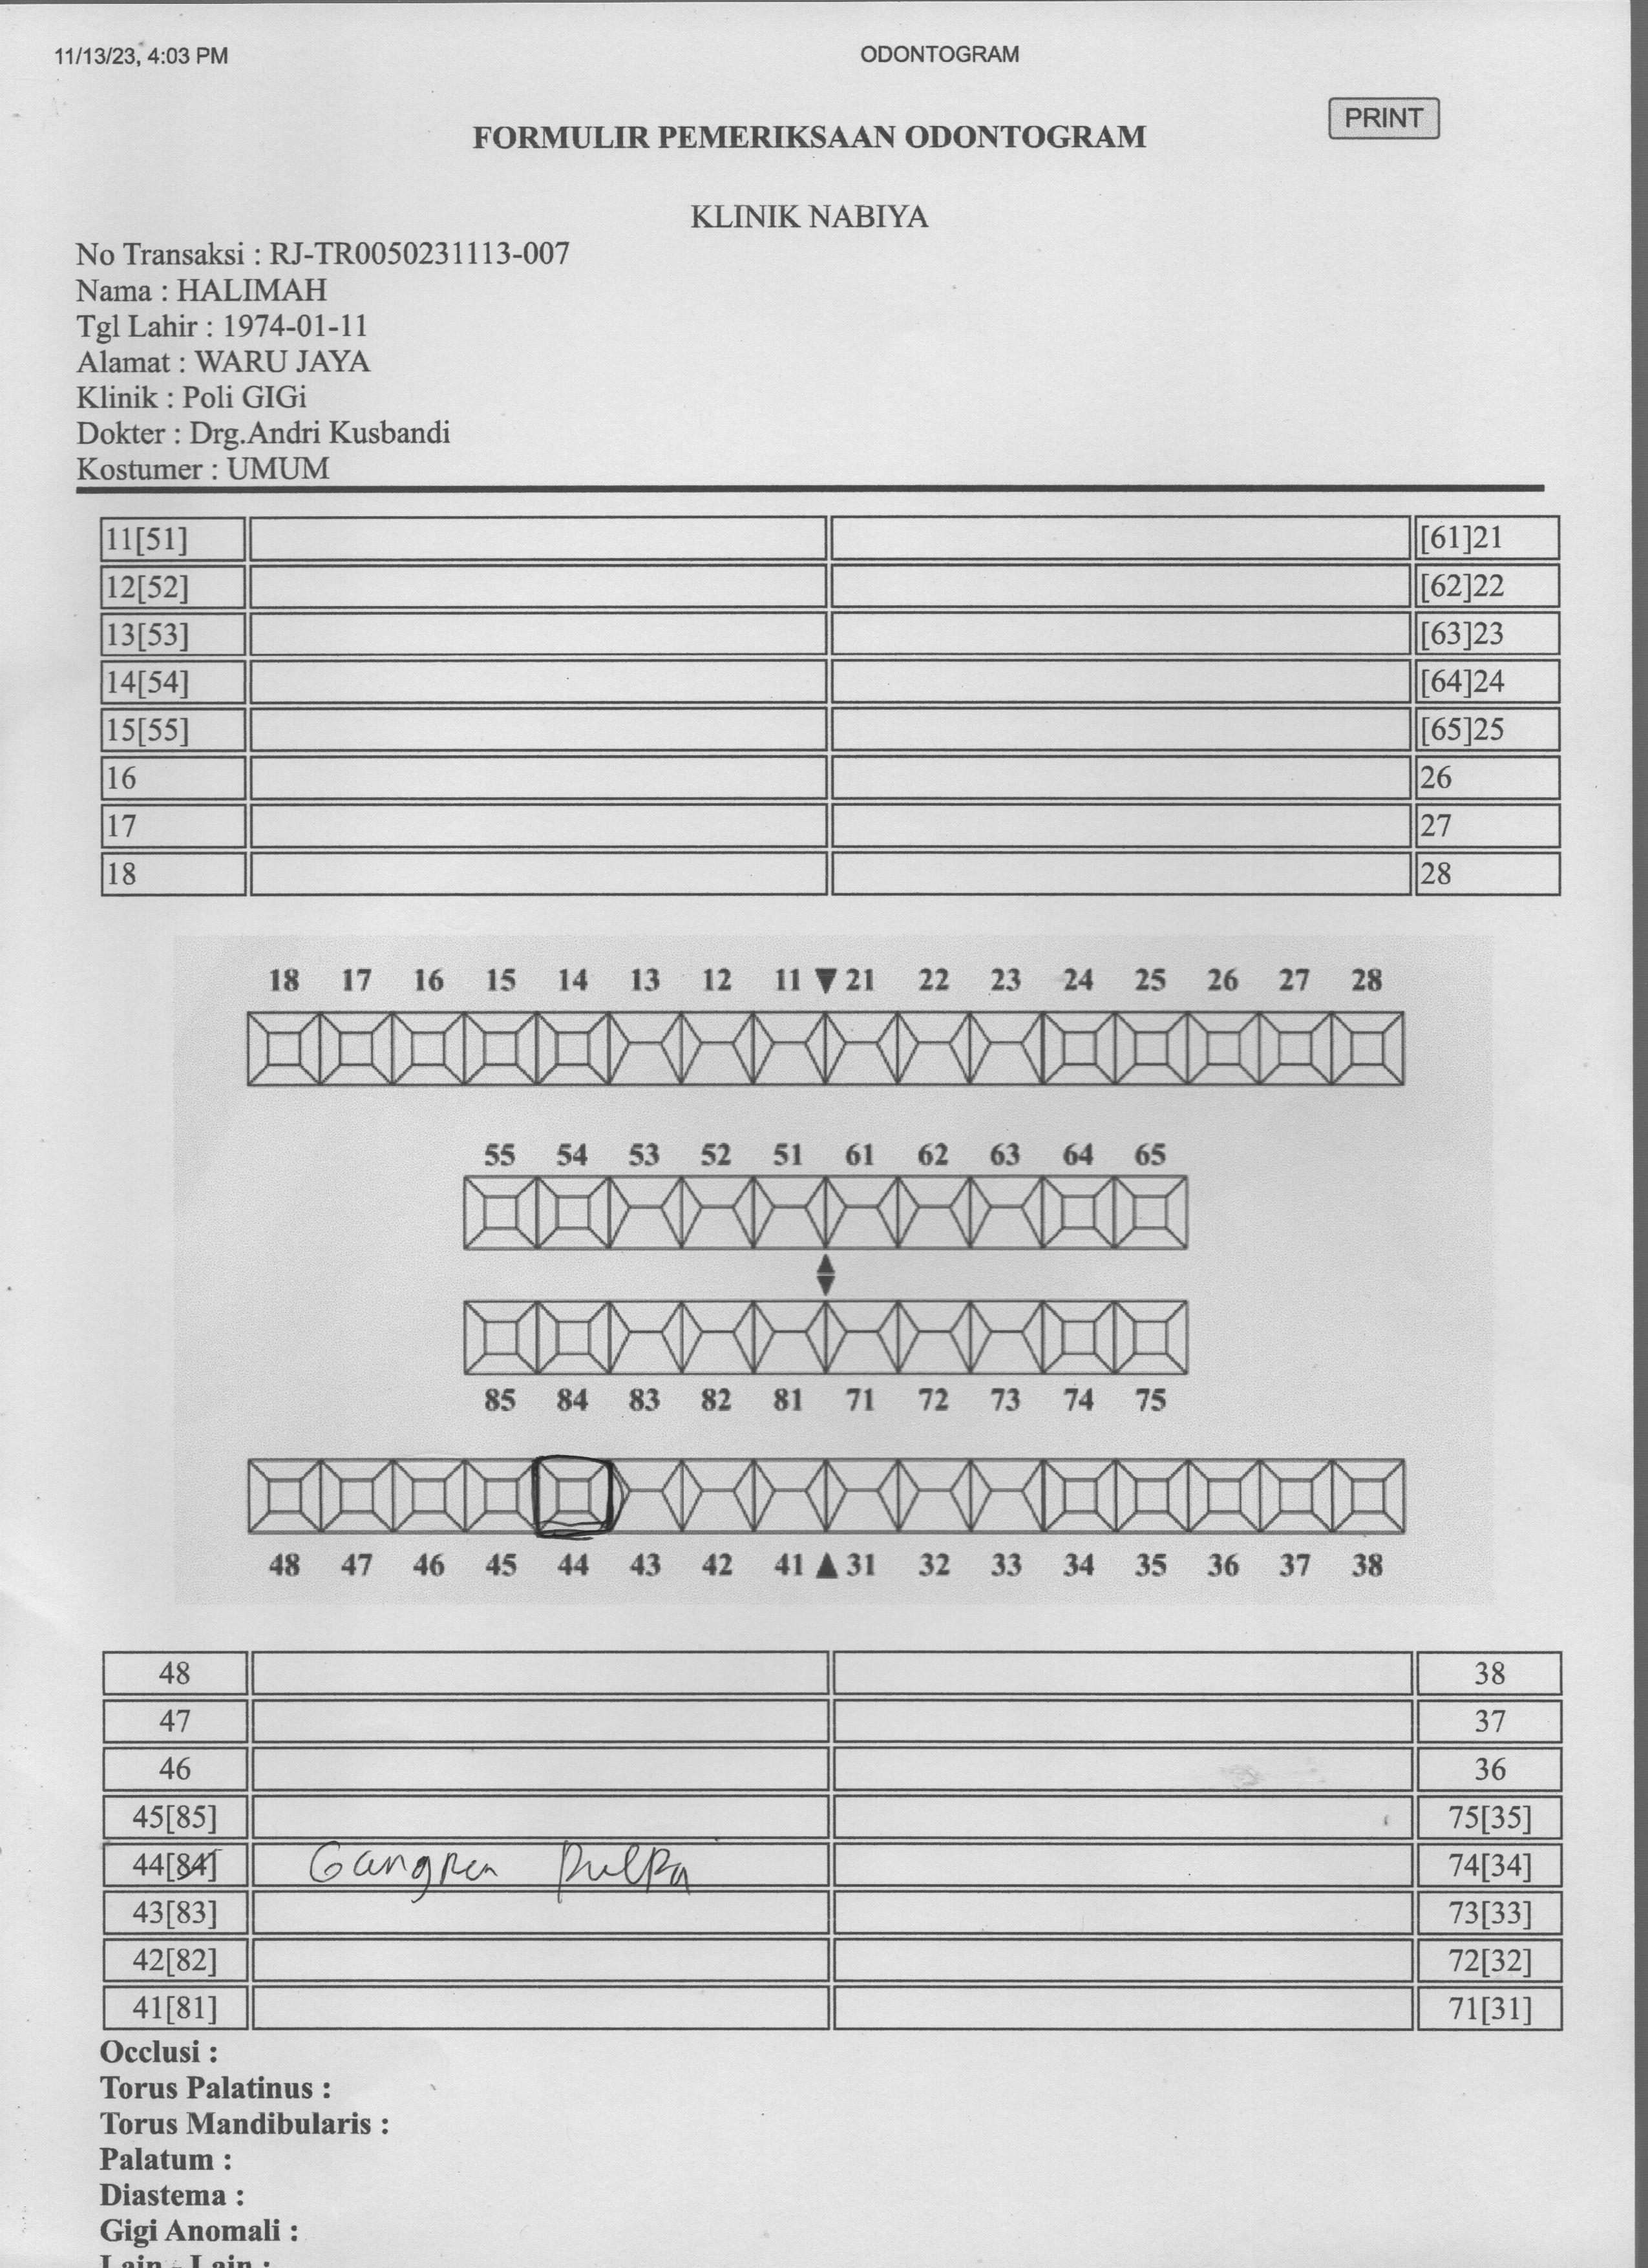 11/13/23, 4:03 PM ODONTOGRAM
PRINT
FORMULIR PEMERIKSAAN ODONTOGRAM
KLINIK NABIYA
No Transaksi : RJ-TR0050231113-007
Nama : HALIMAH
Tgl Lahir : 1974-01-11
Alamat : WARU JAYA
Klinik : Poli GIGi
Dokter : Drg.Andri Kusbandi
Kostumer : UMUM
11[51] [61]21
12[52] [62]22
13[53] [63]23
14[54] [64]24
15[55] [65]25
16 26
17 27
18 28
18 17 16 15 14 13 12 11 21 22 23 24 25 26 27 28
55 54 53 52 51 61 62 63 64 65
85 84 83 82 81 71 72 73 74 75
48 47 46 45 44 43 42 41 31 32 33 34 35 36 37 38
48 38
47 37
46 36
45[85] 75[35]
44[84] Gangren Pulpa 74[34]
43[83] 73[33]
42[82] 72[32]
41[81] 71[31]
Occlusi :
Torus Palatinus :
Torus Mandibularis :
Palatum :
Diastema :
Gigi Anomali :
Lain - Lain :